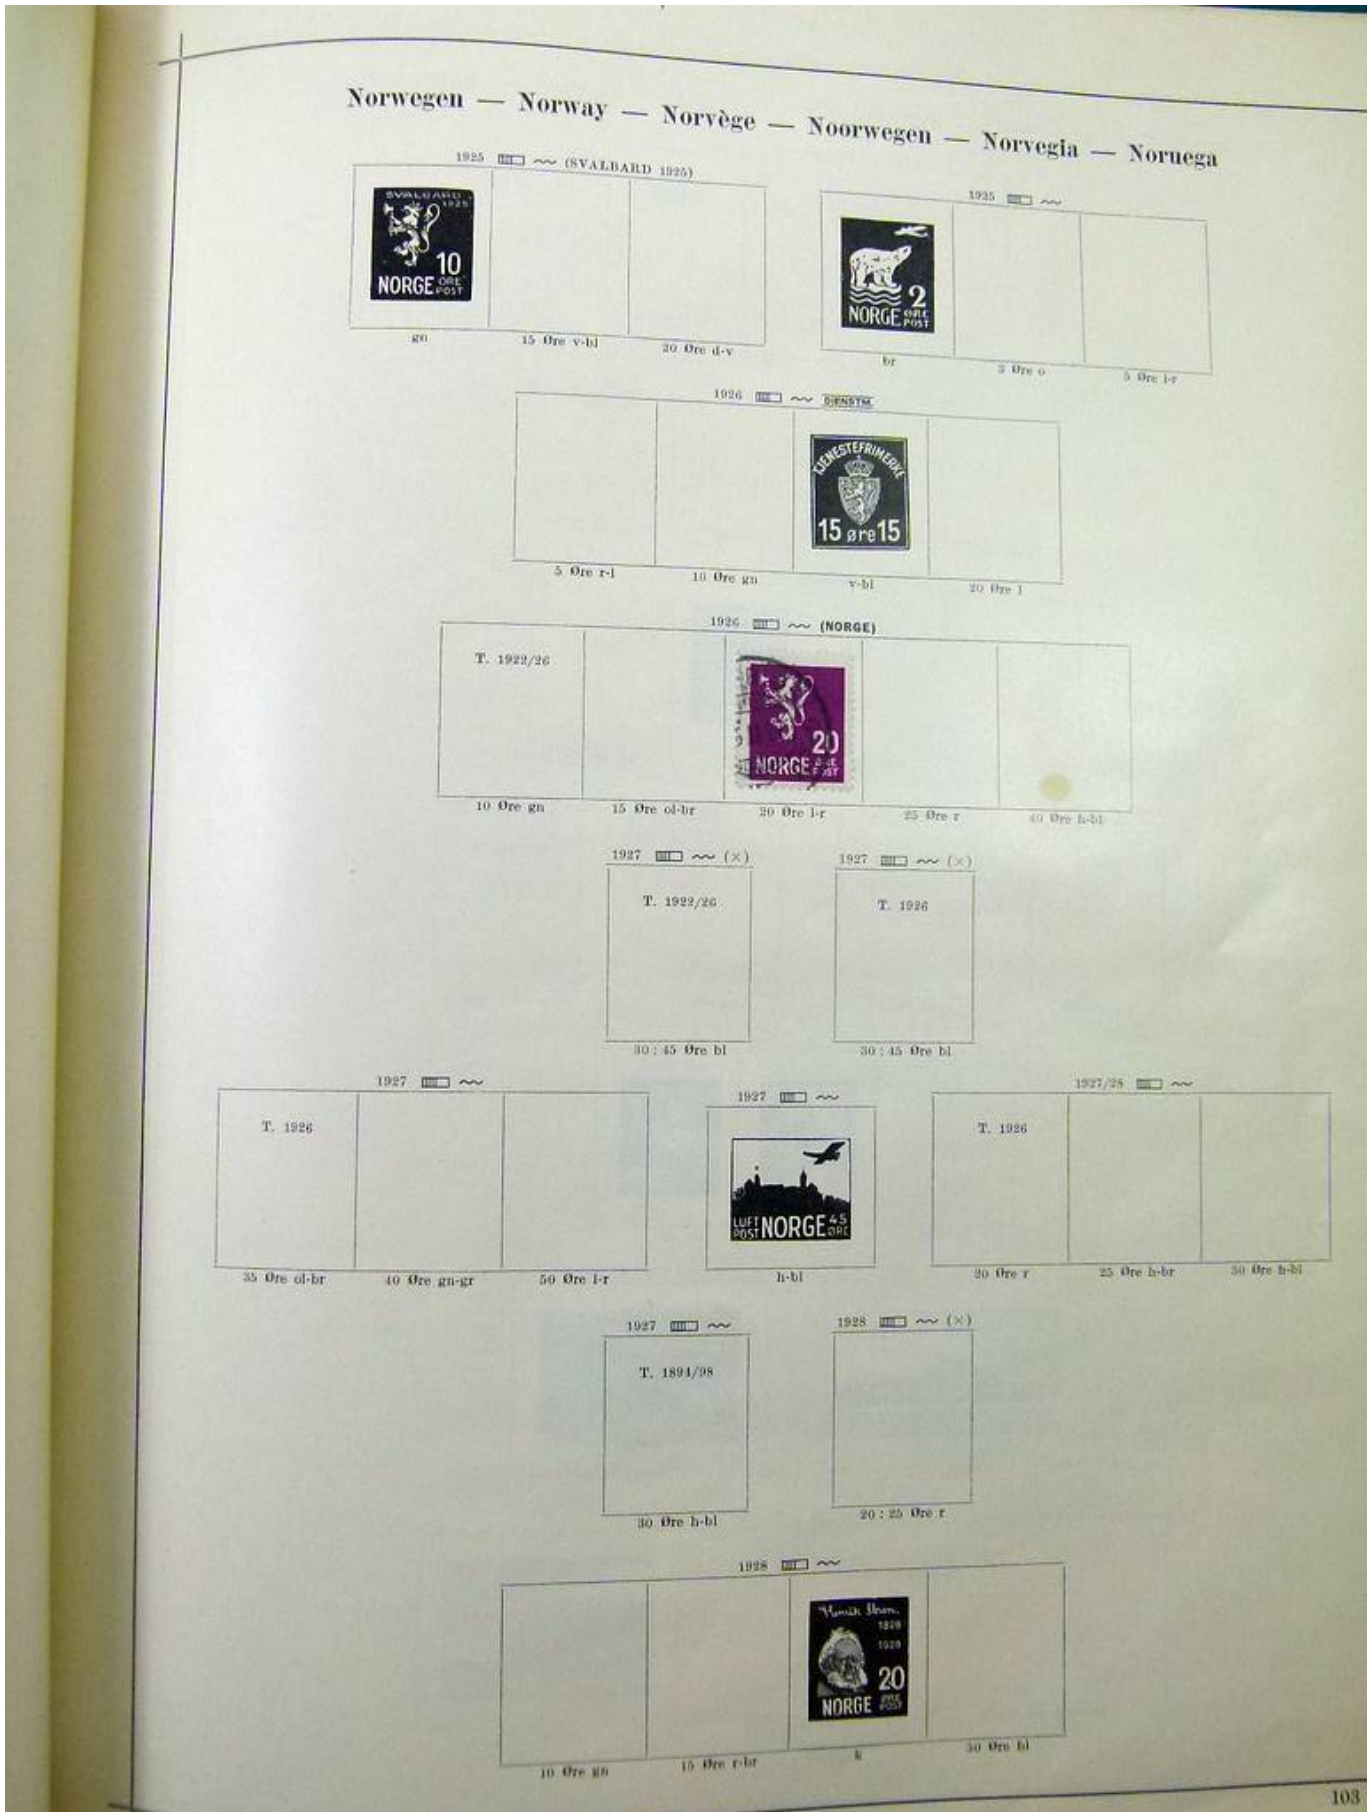 Norwegen — Norway — Norvège — Noorwegen — Norvegia — Noruega
1925 (SVALBARD 1925)
SVALBARD
1925
10
NORGE ØRE
POST
gn
15 Øre v-bl
20 Øre d-v
1925
2
NORGE ØRE
POST
br
3 Øre o
5 Øre l-r
1926 DIENSTM.
TJENESTEFRIMERKE
15 øre 15
5 Øre r-l
10 Øre gn
v-bl
20 Øre l
1926 (NORGE)
T. 1922/26
20
NORGE ØRE
POST
10 Øre gn
15 Øre ol-br
20 Øre l-r
25 Øre r
40 Øre h-bl
1927 (×)
T. 1922/26
30 : 45 Øre bl
1927 (×)
T. 1926
30 : 45 Øre bl
1927
T. 1926
35 Øre ol-br
40 Øre gn-gr
50 Øre l-r
1927
LUFT
POST NORGE 45
ØRE
h-bl
1927/28
T. 1926
20 Øre r
25 Øre h-br
30 Øre h-bl
1927
T. 1894/98
30 Øre h-bl
1928 (×)
20 : 25 Øre r
1928
Henrik Ibsen.
1828
1928
20
NORGE ØRE
POST
10 Øre gn
15 Øre r-br
k
30 Øre bl
103